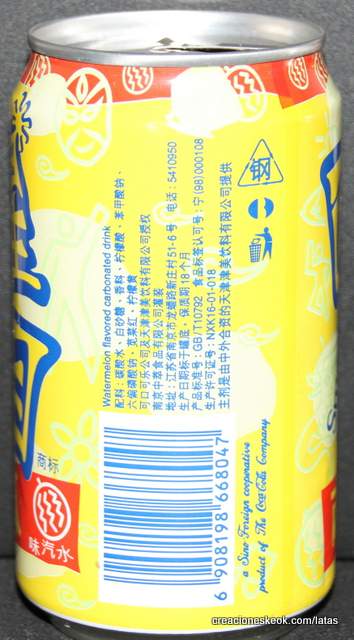 Watermelon flavored carbonated drink
配料：碳酸水、白砂糖、香料、柠檬酸、苯甲酸钠、
六偏磷酸钠、苋菜红、柠檬黄
可口可乐公司及天津津美饮料有限公司授权
南京中萃食品有限公司灌装
地址：江苏省南京市龙蟠路新庄村51-6号 电话：5410950
生产日期标于罐底，保质期18个月
产品标准号：GB/T10792 食品标签认可号：宁(98)000108
生产许可证号：XK16-01-018
主剂是由中外合资的天津津美饮料有限公司提供
钢
商标
味汽水
6 908198 668047
a Sino-Foreign cooperative
product of The Coca-Cola Company
creacioneskeok.com/latas